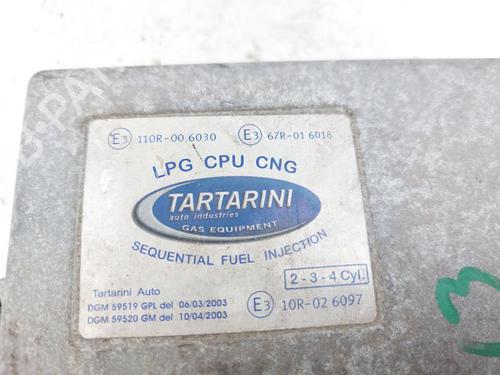 E3 110R-00 6030 E3 67R-01 6018
LPG CPU CNG
TARTARINI
auto industries
GAS EQUIPMENT
SEQUENTIAL FUEL INJECTION
2-3-4 Cyl.
Tartarini Auto
DGM 59519 GPL del 06/03/2003
DGM 59520 GM del 10/04/2003
E3 10R-02 6097